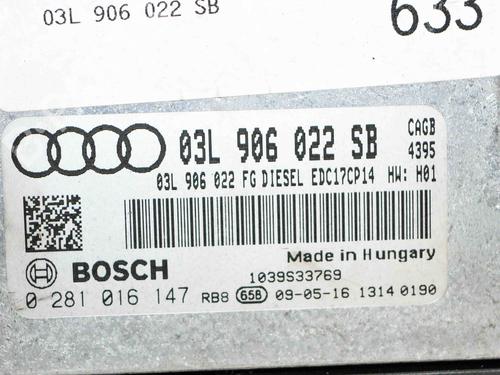 03L 906 022 SB
633
03L 906 022 SB
CAGB
4395
03L 906 022 FG DIESEL EDC17CP14 HW: H01
Made in Hungary
BOSCH
1039S33769
0 281 016 147 RB8 65B 09-05-16 1314 0190